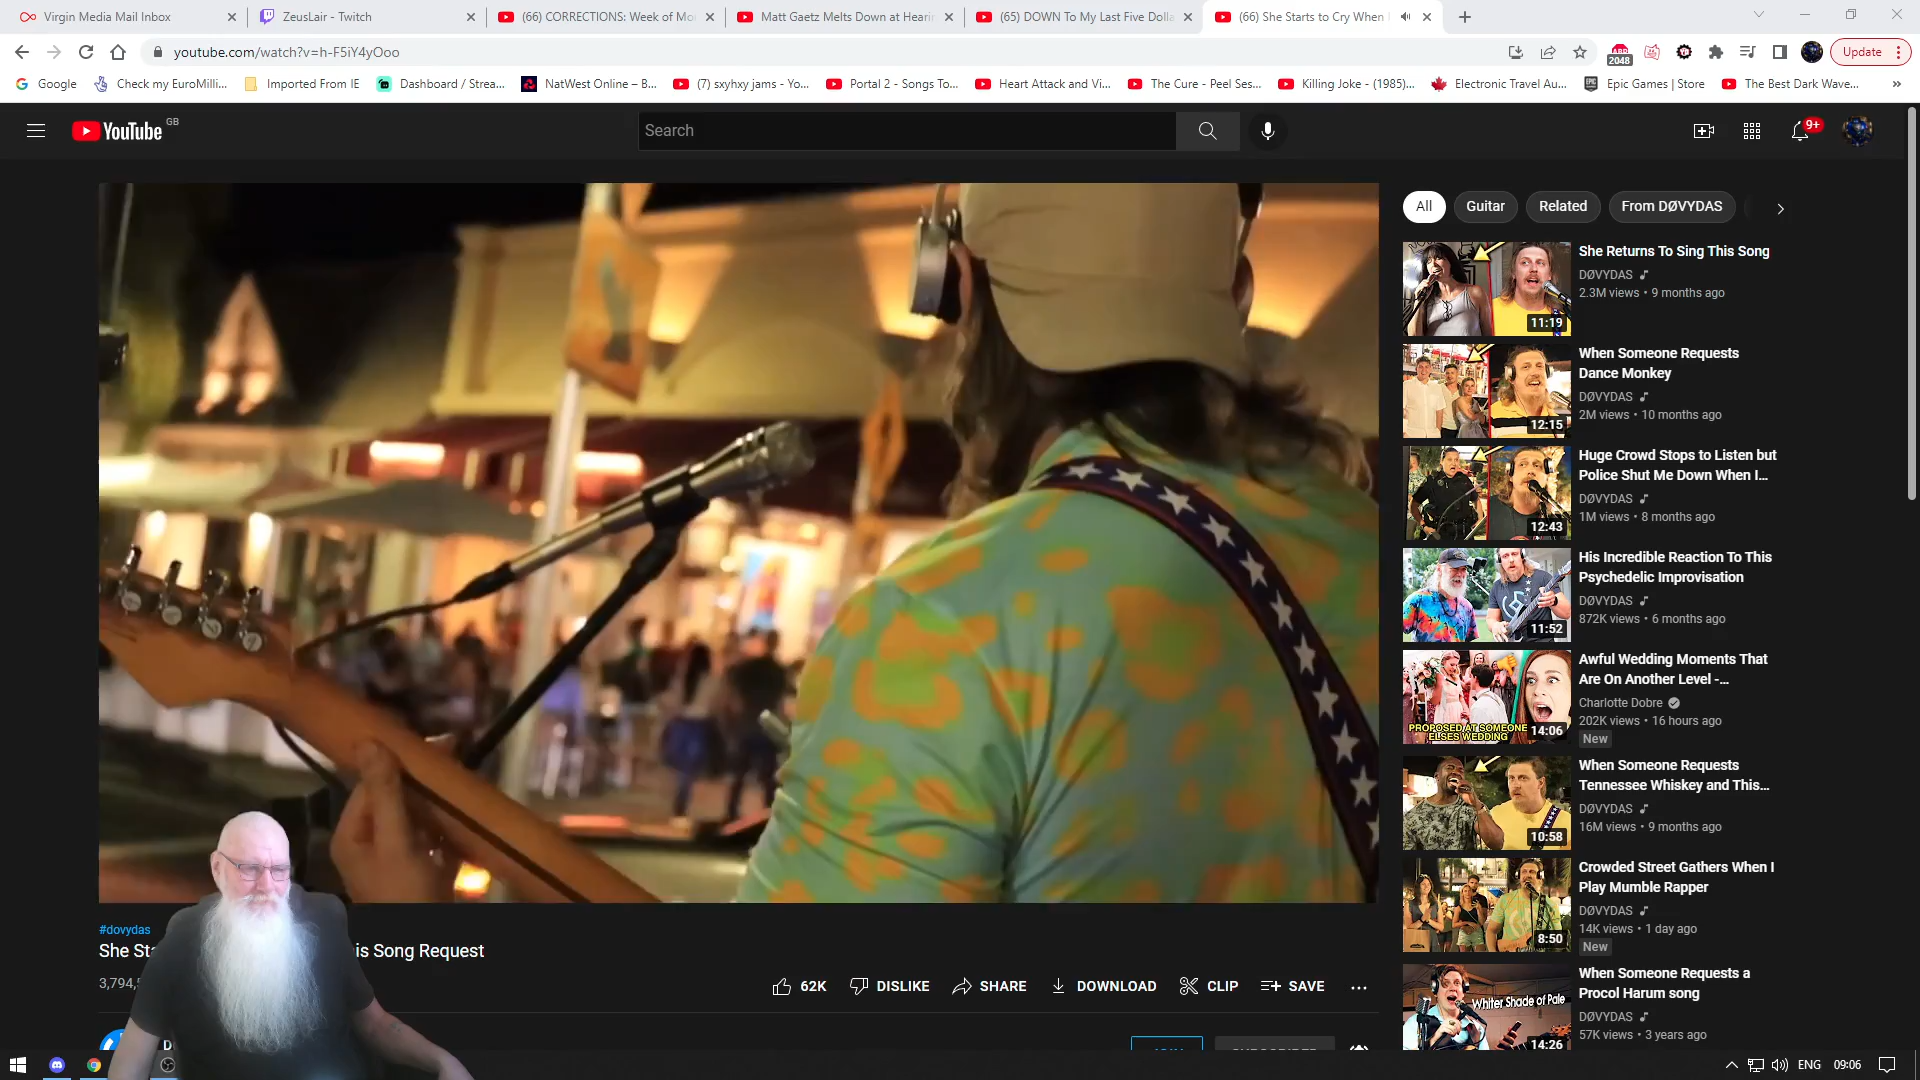 Virgin Media Mail Inbox
ZeusLair - Twitch
(66) CORRECTIONS: Week of Mo
Matt Gaetz Melts Down at Heari
(65) DOWN To My Last Five Dolla
(66) She Starts to Cry When
youtube.com/watch?v=h-F5iY4yOoo
2048
Update
Google
Check my EuroMilli...
Imported From IE
Dashboard / Strea...
NatWest Online – B...
(7) sxyhxy jams - Yo...
Portal 2 - Songs To...
Heart Attack and Vi...
The Cure - Peel Ses...
Killing Joke - (1985)...
Electronic Travel Au...
Epic Games | Store
The Best Dark Wave...
YouTube GB
Search
9+
All
Guitar
Related
From DØVYDAS
She Returns To Sing This Song
DØVYDAS
2.3M views • 9 months ago
11:19
When Someone Requests
Dance Monkey
DØVYDAS
2M views • 10 months ago
12:15
Huge Crowd Stops to Listen but
Police Shut Me Down When I...
DØVYDAS
1M views • 8 months ago
12:43
His Incredible Reaction To This
Psychedelic Improvisation
DØVYDAS
872K views • 6 months ago
11:52
Awful Wedding Moments That
Are On Another Level -...
Charlotte Dobre
202K views • 16 hours ago
New
PROPOSED AT SOMEONE
ELSES WEDDING
14:06
When Someone Requests
Tennessee Whiskey and This...
DØVYDAS
16M views • 9 months ago
10:58
Crowded Street Gathers When I
Play Mumble Rapper
DØVYDAS
14K views • 1 day ago
New
8:50
When Someone Requests a
Procol Harum song
DØVYDAS
57K views • 3 years ago
Whiter Shade of Pale
14:26
#dovydas
She Sta
is Song Request
3,794,
62K
DISLIKE
SHARE
DOWNLOAD
CLIP
SAVE
ENG
09:06